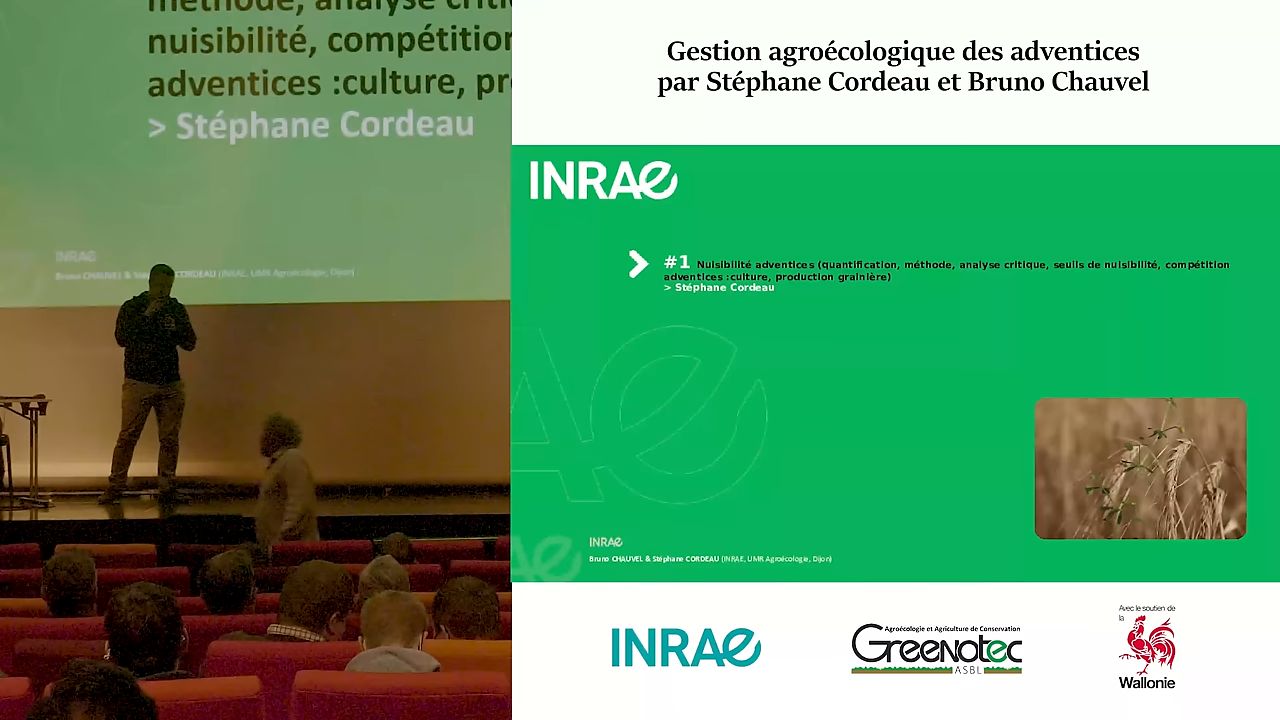 méthode, analyse criti
nuisibilité, compétition
adventices :culture, pr
> Stéphane Cordeau
INRAE
Bruno CHAUVEL & CORDEAU (INRAE, UMR Agroécologie, Dijon)
Gestion agroécologique des adventices
par Stéphane Cordeau et Bruno Chauvel
INRAE
#1 Nuisibilité adventices (quantification, méthode, analyse critique, seuils de nuisibilité, compétition
adventices :culture, production grainière)
> Stéphane Cordeau
INRAE
Bruno CHAUVEL & Stéphane CORDEAU (INRAE, UMR Agroécologie, Dijon)
INRAE
Agroécologie et Agriculture de Conservation
Greenotec
ASBL
Avec le soutien de
la
Wallonie